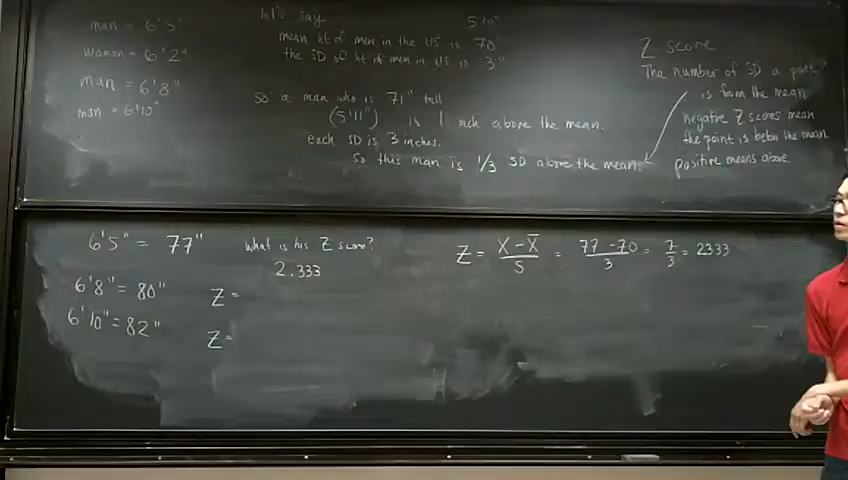 man = 6'5"
woman = 6'2"
man = 6'8"
man = 6'10"
let's say
5'10"
mean ht of men in the US is 70"
the SD of ht of men in US is 3"
So a man who is 71" tall
(5'11") is 1 inch above the mean.
each SD is 3 inches.
So this man is 1/3 SD above the mean.
Z score
The number of SD a point
is from the mean
negative Z scores mean
the point is below the mean.
positive means above
6'5" = 77"
What is his Z score?
2.333
6'8" = 80" Z =
6'10" = 82" Z =
Z = X - X̄ / S = 77 - 70 / 3 = 7 / 3 = 2333